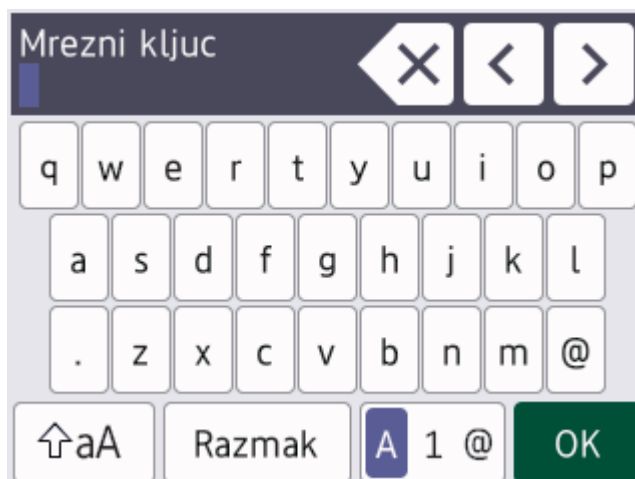 Mrezni kljuc
q w e r t y u i o p
a s d f g h j k l
. z x c v b n m @
aA Razmak A 1 @ OK